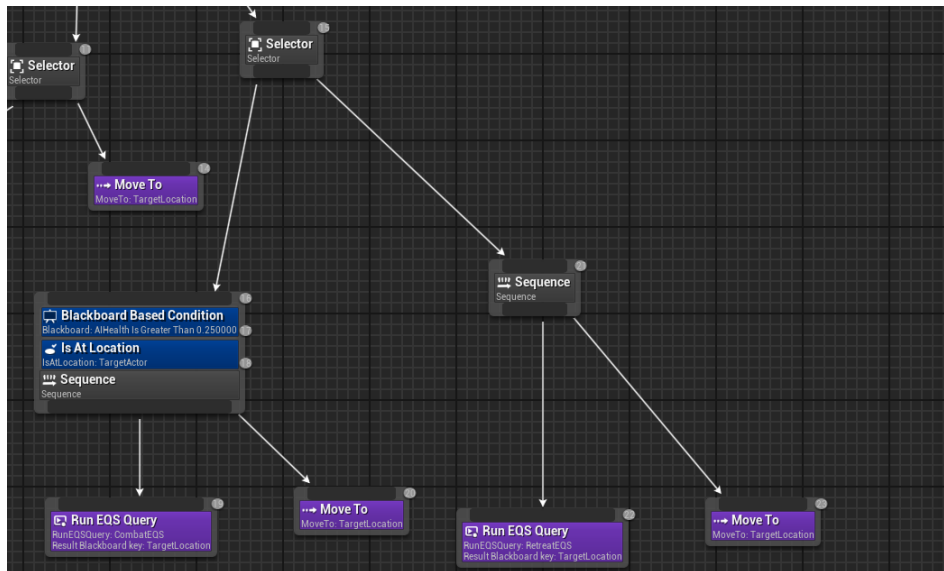 Selector
Selector
Selector
Selector
Move To
MoveTo: TargetLocation
Sequence
Sequence
Blackboard Based Condition
Blackboard: AIHealth Is Greater Than 0.250000
Is At Location
IsAtLocation: TargetActor
Sequence
Sequence
Run EQS Query
RunEQSQuery: CombatEQS
Result Blackboard key: TargetLocation
Move To
MoveTo: TargetLocation
Run EQS Query
RunEQSQuery: RetreatEQS
Result Blackboard key: TargetLocation
Move To
MoveTo: TargetLocation